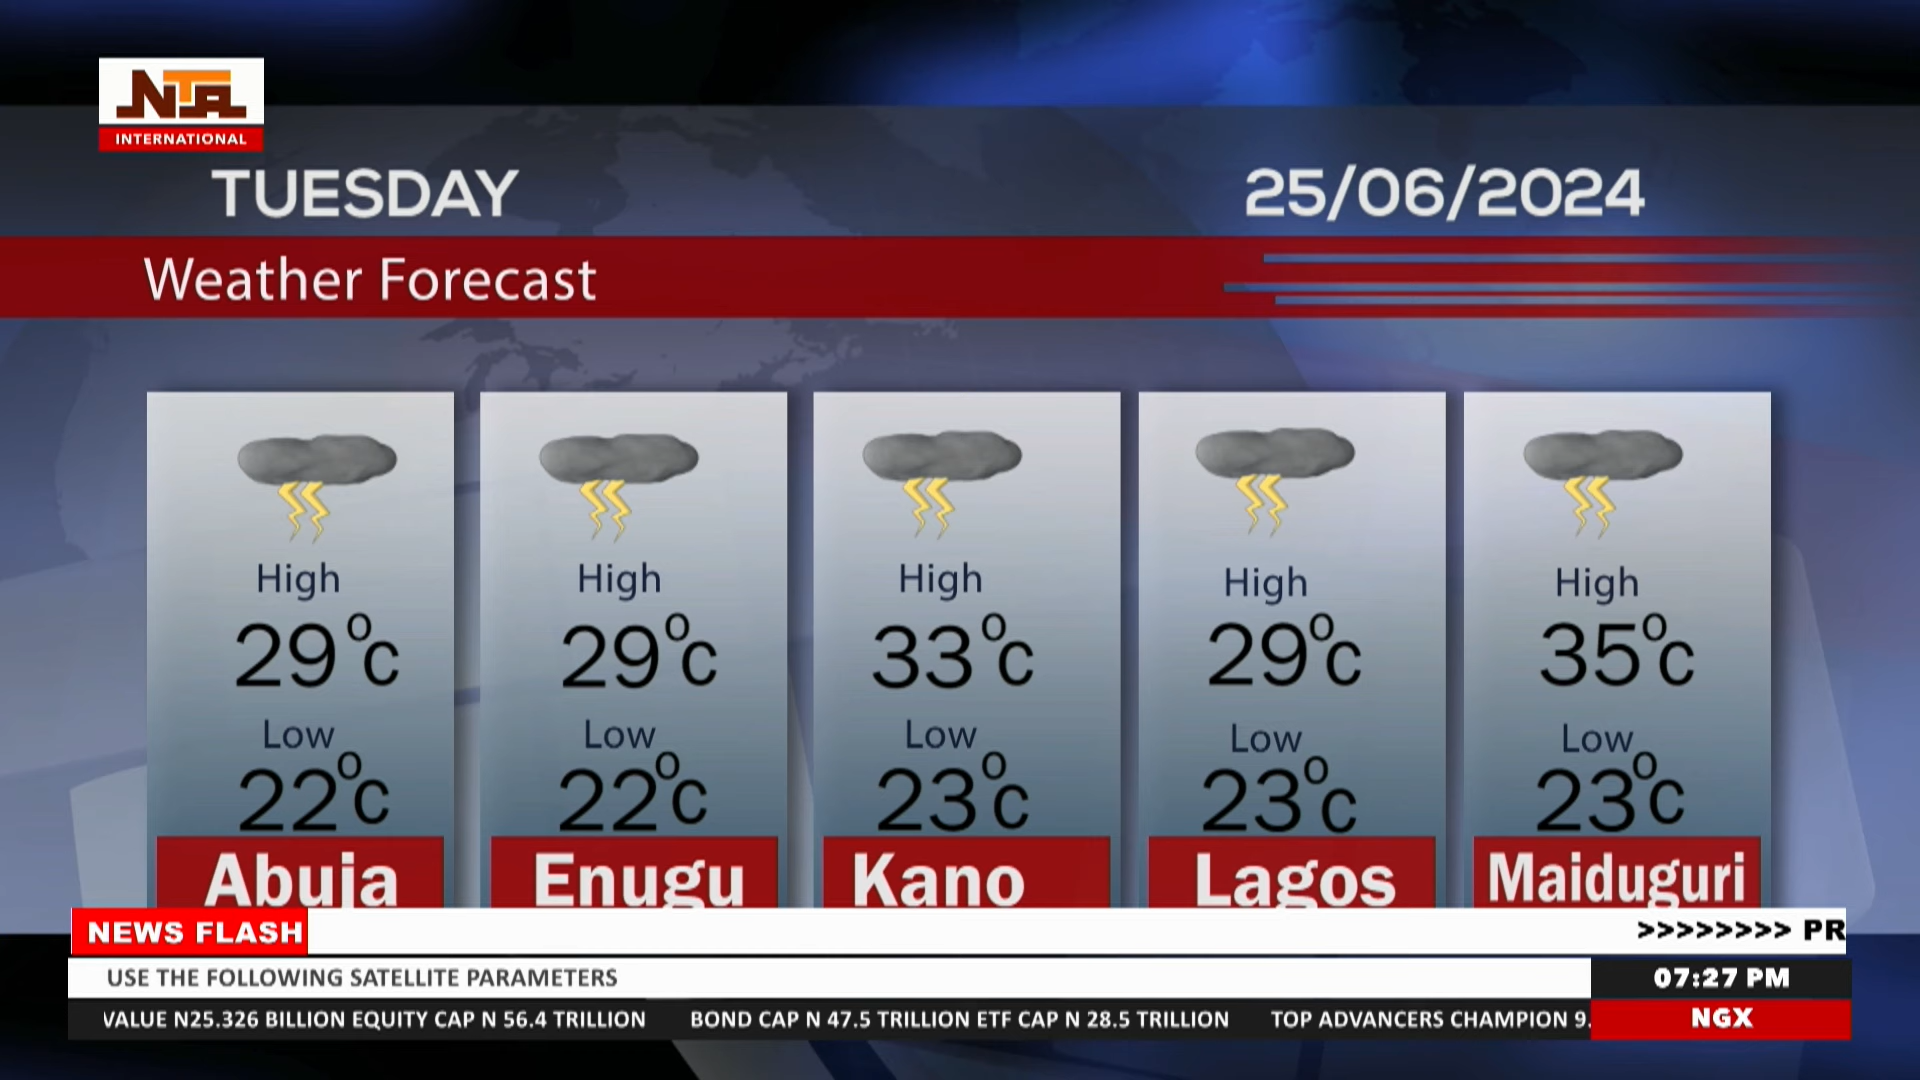 NTA
INTERNATIONAL
TUESDAY
25/06/2024
Weather Forecast
High
29°c
Low
22°c
Abuja
High
29°c
Low
22°c
Enugu
High
33°c
Low
23°c
Kano
High
29°c
Low
23°c
Lagos
High
35°c
Low
23°c
Maiduguri
NEWS FLASH
>>>>>>>> PR
USE THE FOLLOWING SATELLITE PARAMETERS
07:27 PM
VALUE N25.326 BILLION EQUITY CAP N 56.4 TRILLION BOND CAP N 47.5 TRILLION ETF CAP N 28.5 TRILLION TOP ADVANCERS CHAMPION 9.
NGX